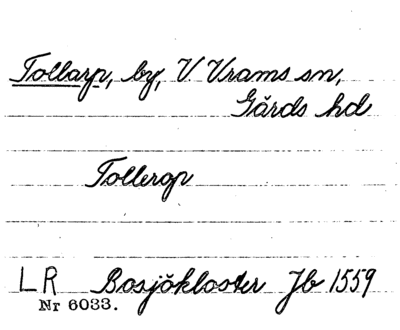 Tollarp, by, V. Vrams sn,
Gärds hd
Tollerop
LR Bosjökloster Jb 1559
Nr 6033.